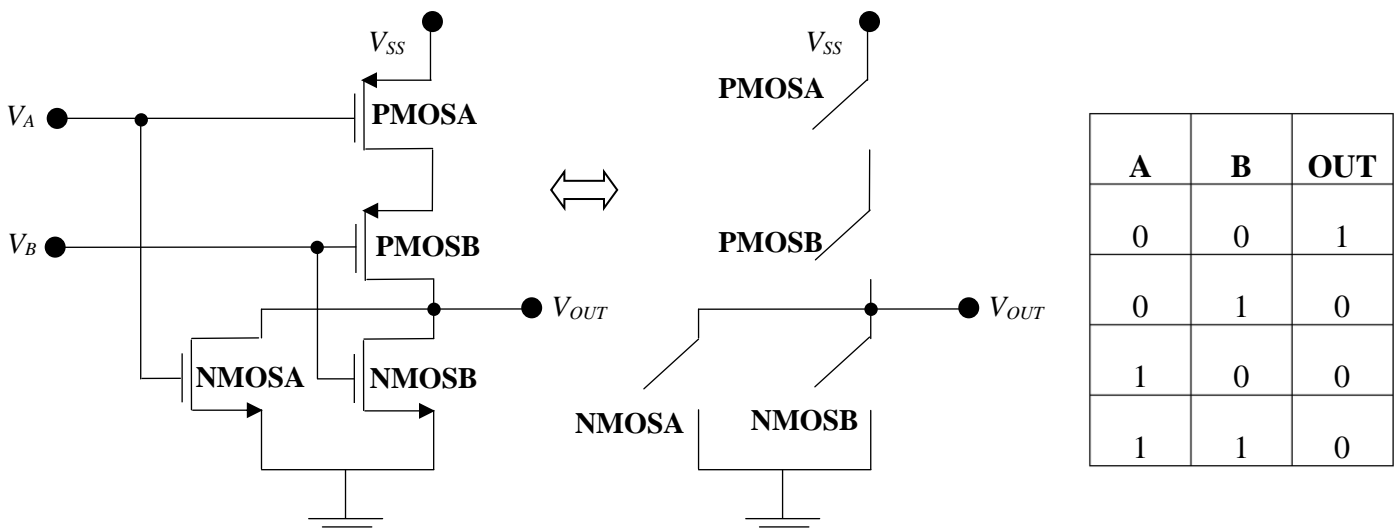 V_SS
V_A
PMOSA
V_B
PMOSB
V_OUT
NMOSA
NMOSB
V_SS
PMOSA
PMOSB
V_OUT
NMOSA
NMOSB
A B OUT
0 0 1
0 1 0
1 0 0
1 1 0